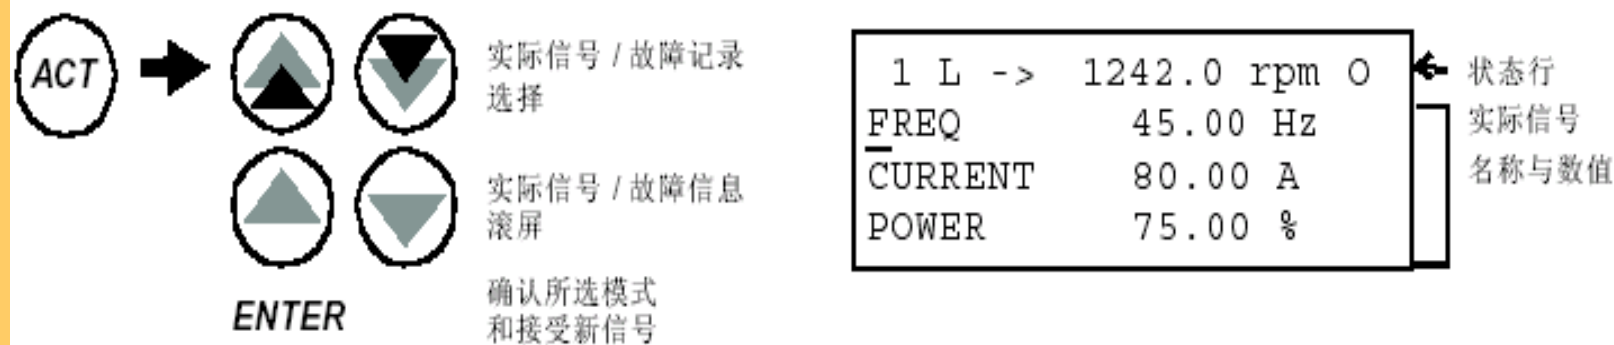 ACT
实际信号 / 故障记录
选择
实际信号 / 故障信息
滚屏
ENTER
确认所选模式
和接受新信号
1 L -> 1242.0 rpm O
FREQ 45.00 Hz
CURRENT 80.00 A
POWER 75.00 %
状态行
实际信号
名称与数值